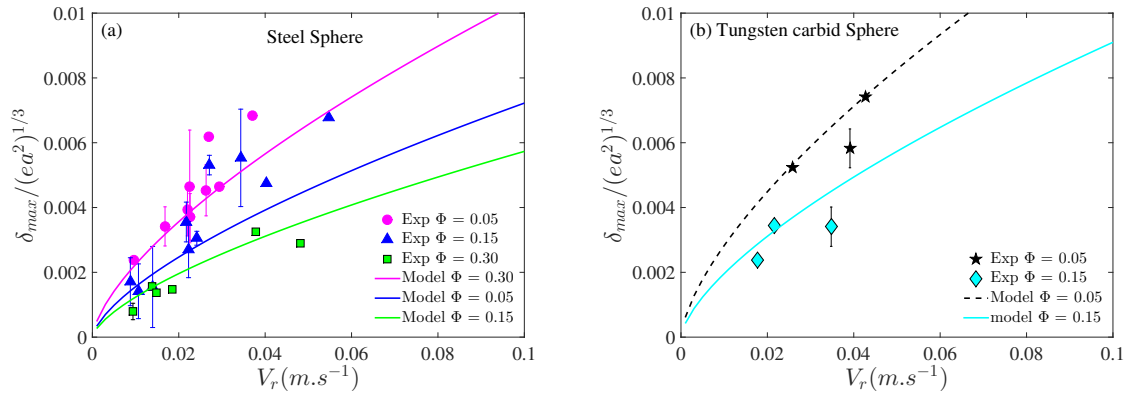 (a)
Steel Sphere
0.01
0.008
0.006
0.004
0.002
0
δ_max/(ea²)^1/3
Exp Φ = 0.05
Exp Φ = 0.15
Exp Φ = 0.30
Model Φ = 0.30
Model Φ = 0.05
Model Φ = 0.15
0 0.02 0.04 0.06 0.08 0.1
V_r(m.s⁻¹)
(b) Tungsten carbid Sphere
0.01
0.008
0.006
0.004
0.002
0
δ_max/(ea²)^1/3
Exp Φ = 0.05
Exp Φ = 0.15
Model Φ = 0.05
model Φ = 0.15
0 0.02 0.04 0.06 0.08 0.1
V_r(m.s⁻¹)